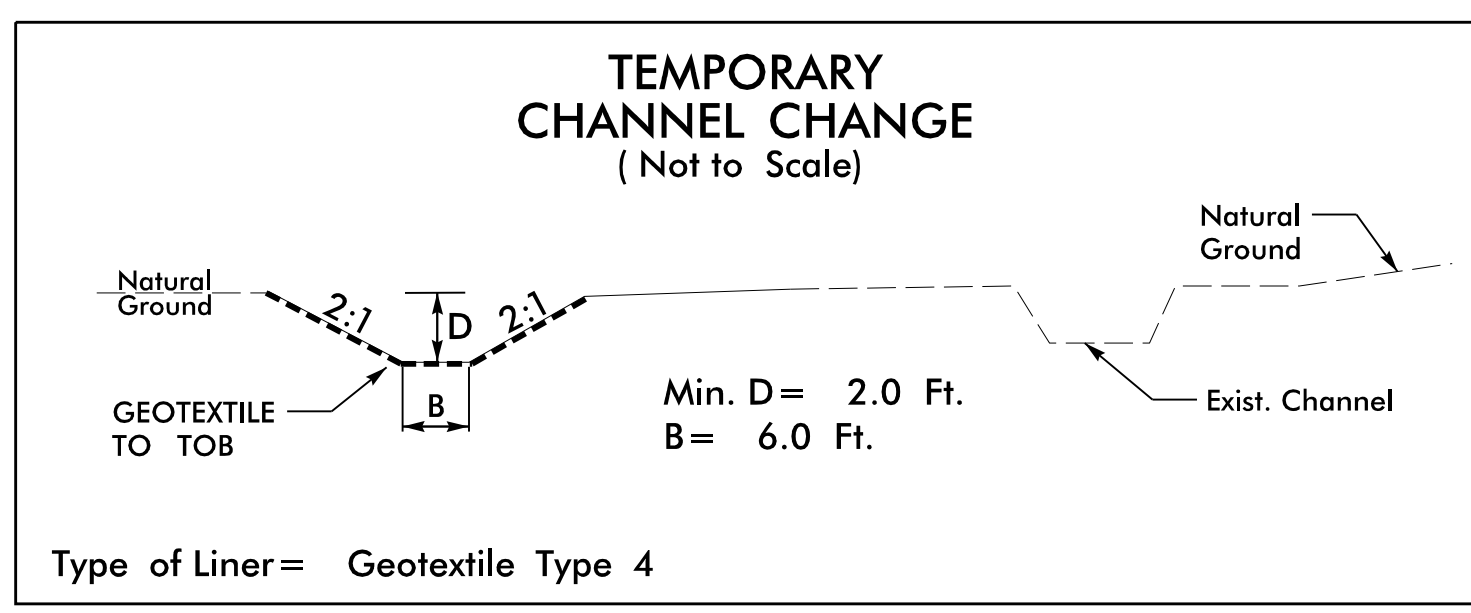 TEMPORARY
CHANNEL CHANGE
( Not to Scale)
Natural
Ground
Natural
Ground
2:1
D
2:1
GEOTEXTILE
TO TOB
B
Min. D= 2.0 Ft.
B= 6.0 Ft.
Exist. Channel
Type of Liner= Geotextile Type 4